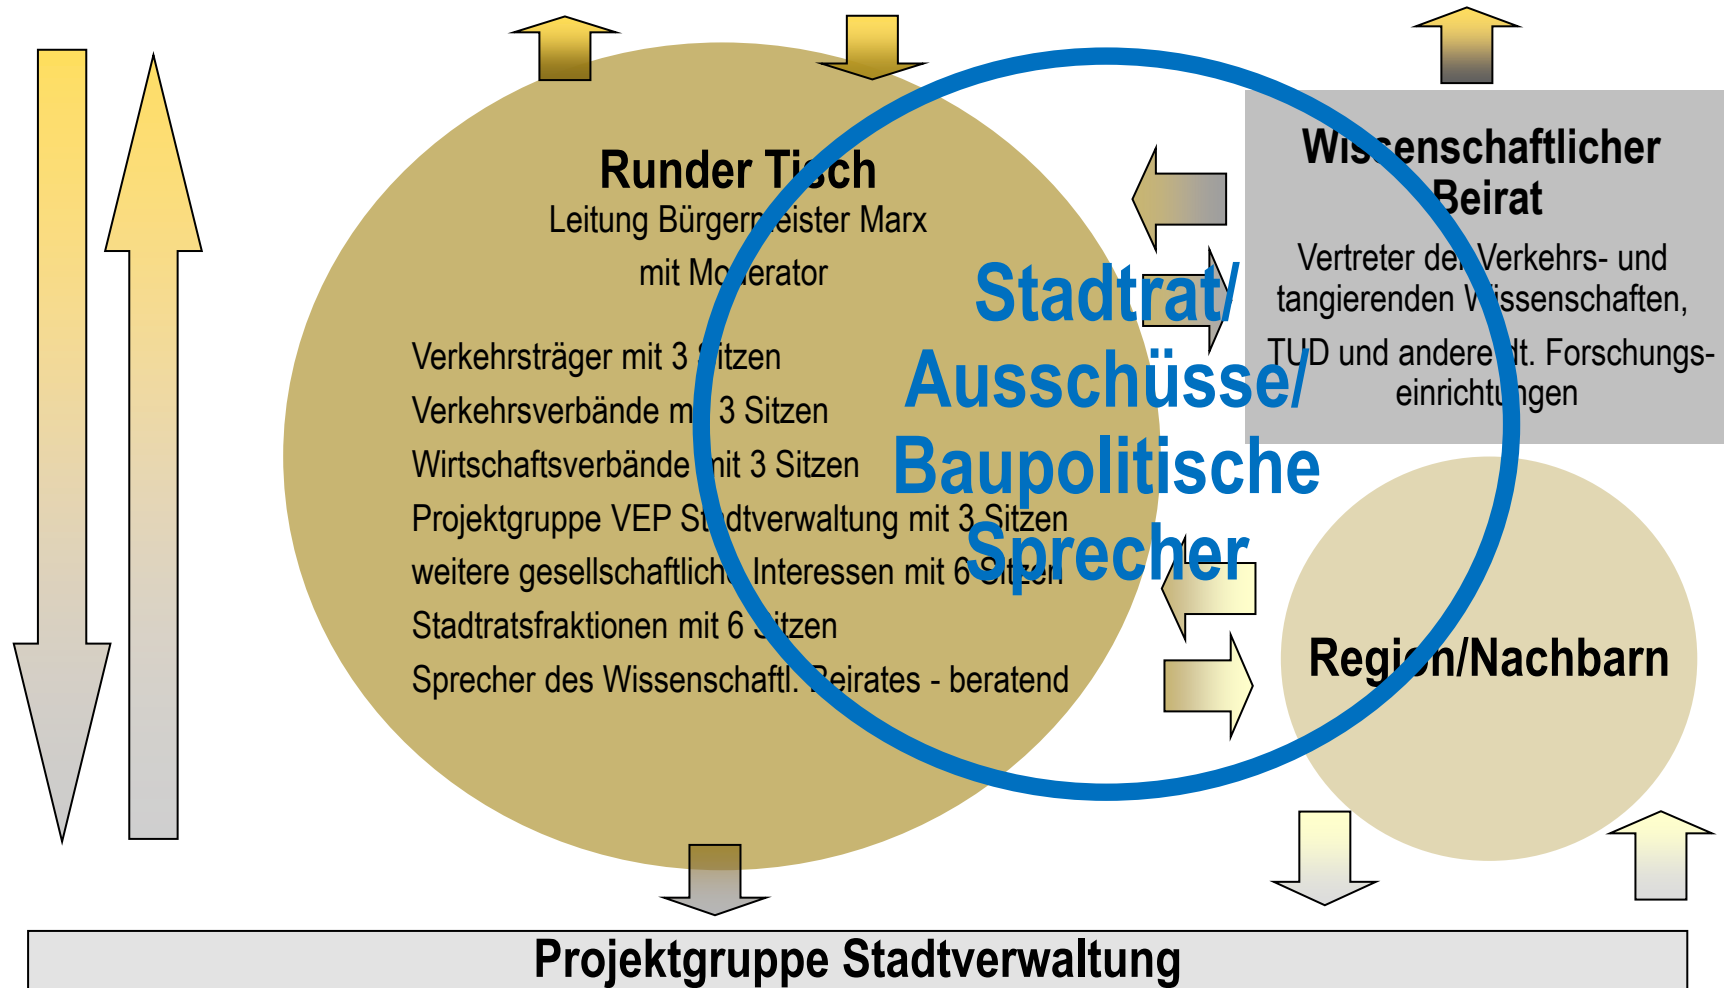 Runder Tisch
Leitung Bürgermeister Marx
mit Moderator
Verkehrsträger mit 3 Sitzen
Verkehrsverbände mit 3 Sitzen
Wirtschaftsverbände mit 3 Sitzen
Projektgruppe VEP Stadtverwaltung mit 3 Sitzen
weitere gesellschaftliche Interessen mit 6 Sitzen
Stadtratsfraktionen mit 6 Sitzen
Sprecher des Wissenschaftl. Beirates - beratend
Stadtrat/
Ausschüsse/
Baupolitische
Sprecher
Wissenschaftlicher
Beirat
Vertreter der Verkehrs- und
tangierenden Wissenschaften,
TUD und andere dt. Forschungs-
einrichtungen
Region/Nachbarn
Projektgruppe Stadtverwaltung